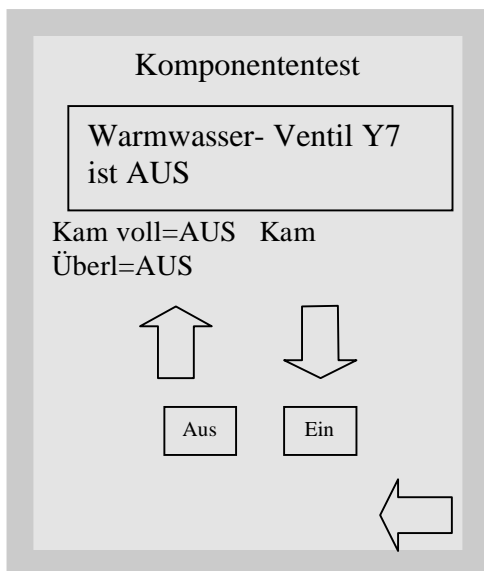 Komponententest
Warmwasser- Ventil Y7
ist AUS
Kam voll=AUS Kam
Überl=AUS
Aus Ein